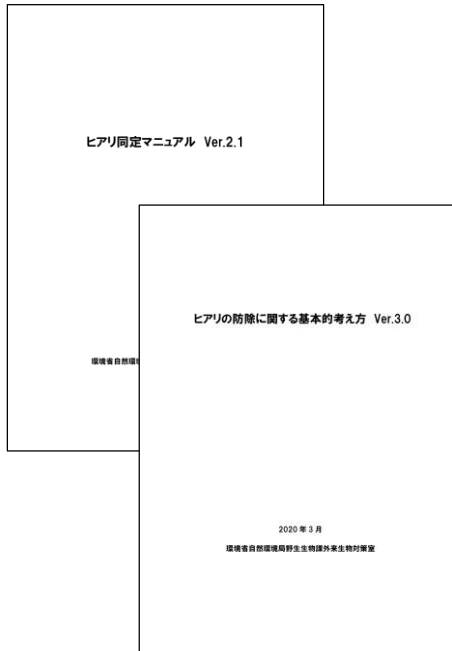 ヒアリ同定マニュアル Ver.2.1
環境省自然環境
ヒアリの防除に関する基本的考え方 Ver.3.0
2020 年 3 月
環境省自然環境局野生生物課外来生物対策室